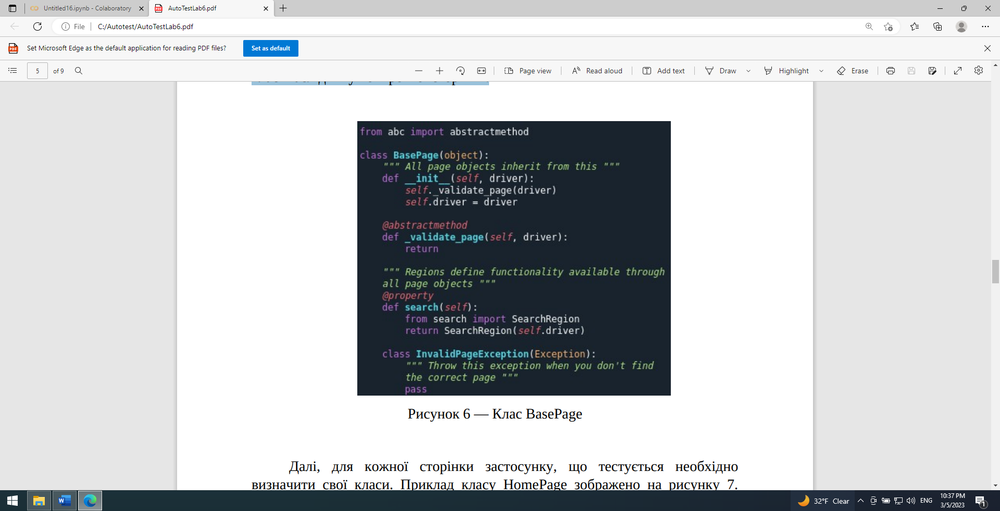 Untitled16.ipynb - Colaboratory
AutoTestLab6.pdf
File
C:/Autotest/AutoTestLab6.pdf
Set Microsoft Edge as the default application for reading PDF files?
Set as default
5 of 9
Page view
Read aloud
Add text
Draw
Highlight
Erase
from abc import abstractmethod
class BasePage(object):
""" All page objects inherit from this """
def __init__(self, driver):
self._validate_page(driver)
self.driver = driver
@abstractmethod
def _validate_page(self, driver):
return
""" Regions define functionality available through
all page objects """
@property
def search(self):
from search import SearchRegion
return SearchRegion(self.driver)
class InvalidPageException(Exception):
""" Throw this exception when you don't find
the correct page """
pass
Рисунок 6 — Клас BasePage
Далі, для кожної сторінки застосунку, що тестується необхідно
визначити свої класи. Приклад класу HomePage зображено на рисунку 7.
32°F Clear
ENG
10:37 PM
3/5/2023
1